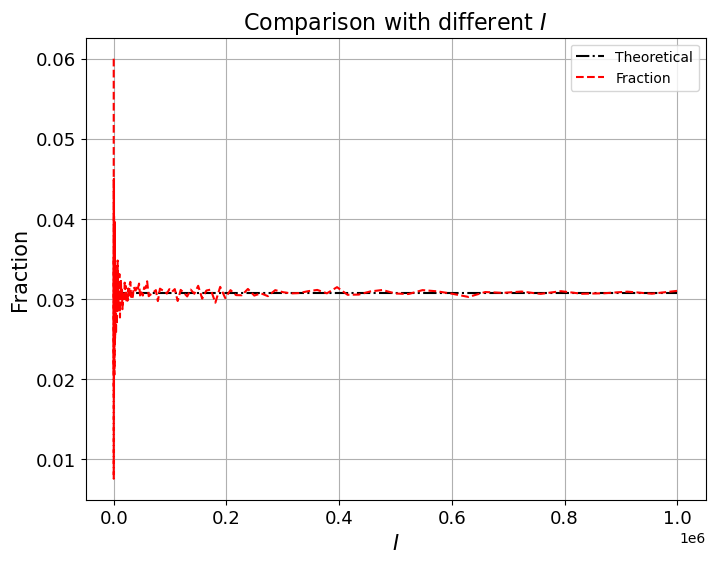 Comparison with different I
Theoretical
Fraction
0.06
0.05
0.04
0.03
0.02
0.01
Fraction
0.0 0.2 0.4 0.6 0.8 1.0
1e6
I